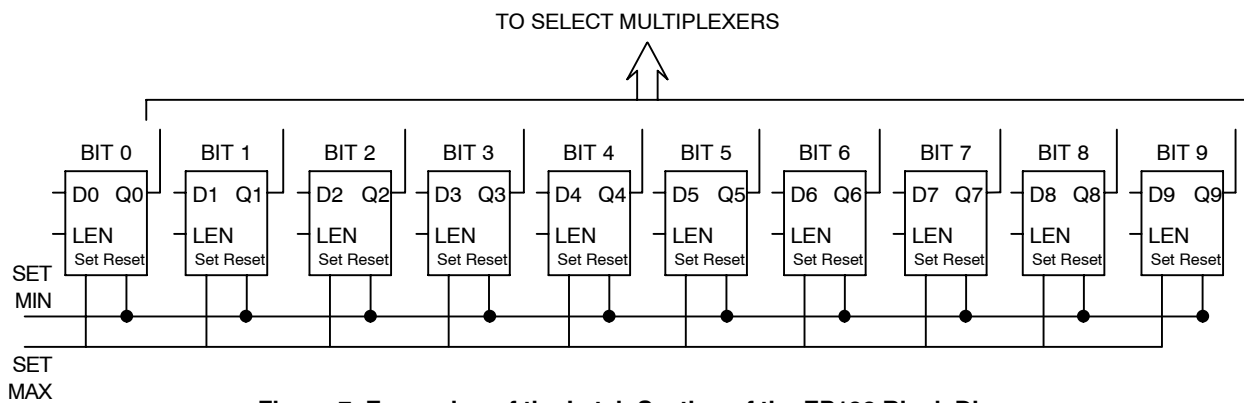 TO SELECT MULTIPLEXERS
BIT 0 BIT 1 BIT 2 BIT 3 BIT 4 BIT 5 BIT 6 BIT 7 BIT 8 BIT 9
D0 Q0 D1 Q1 D2 Q2 D3 Q3 D4 Q4 D5 Q5 D6 Q6 D7 Q7 D8 Q8 D9 Q9
LEN LEN LEN LEN LEN LEN LEN LEN LEN LEN
Set Reset Set Reset Set Reset Set Reset Set Reset Set Reset Set Reset Set Reset Set Reset Set Reset
SET
MIN
SET
MAX